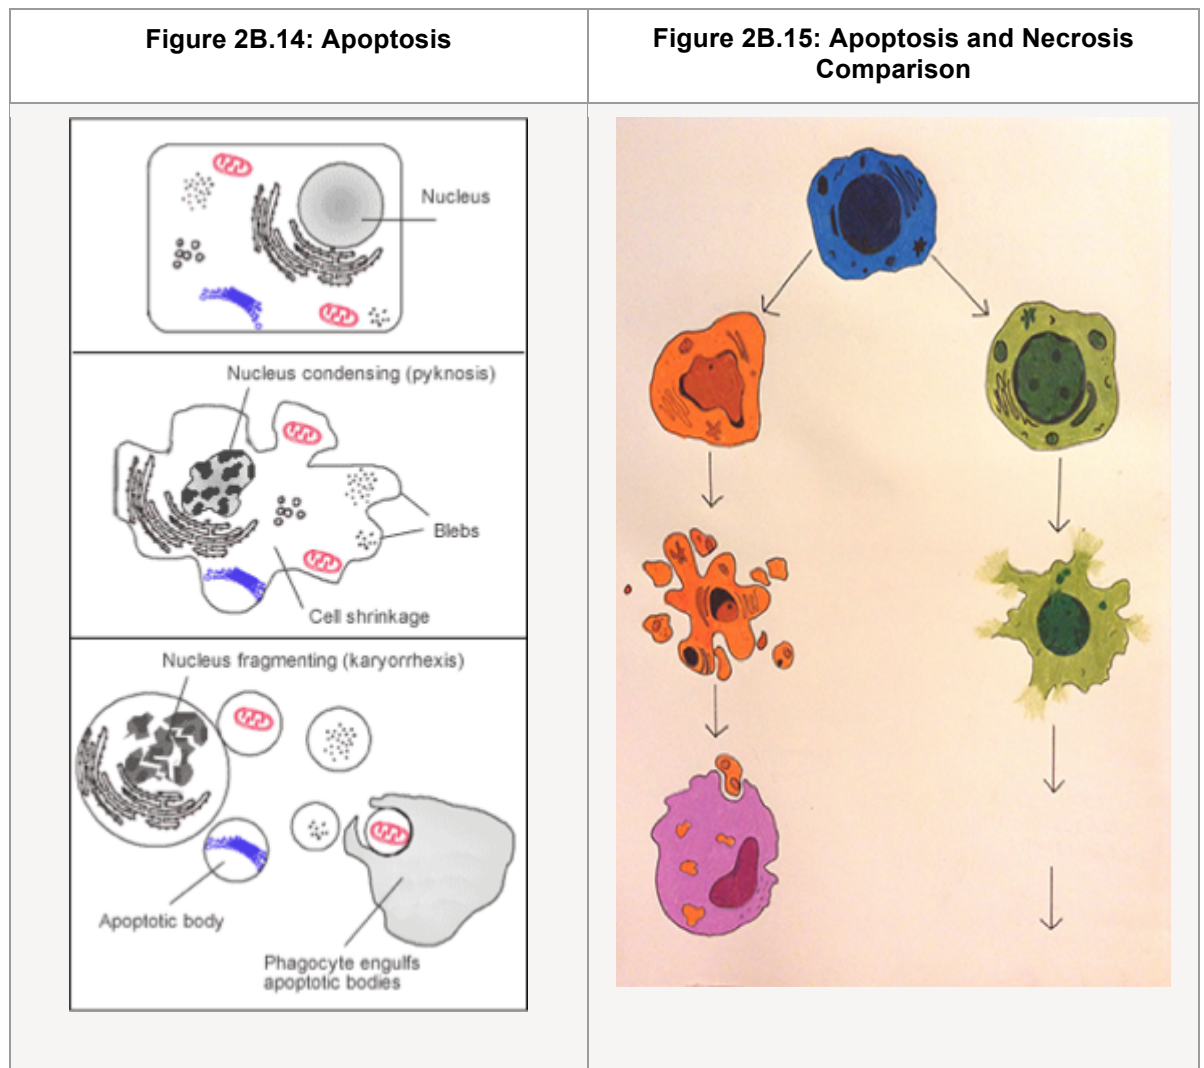 Figure 2B.14: Apoptosis
Figure 2B.15: Apoptosis and Necrosis
Comparison
Nucleus
Nucleus condensing (pyknosis)
Blebs
Cell shrinkage
Nucleus fragmenting (karyorrhexis)
Apoptotic body
Phagocyte engulfs
apoptotic bodies